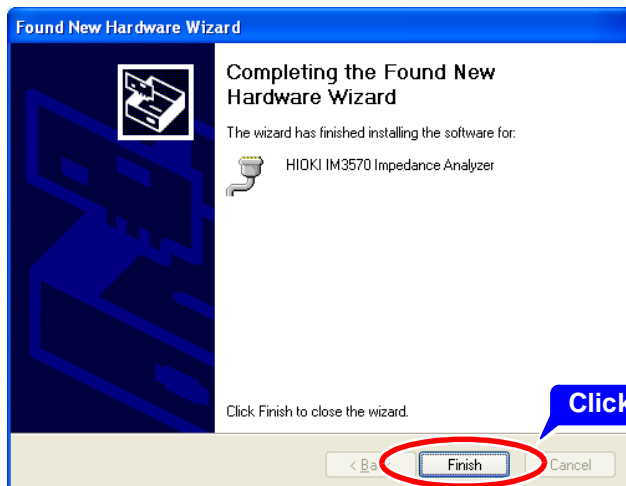 Found New Hardware Wizard
Completing the Found New
Hardware Wizard
The wizard has finished installing the software for:
HIOKI IM3570 Impedance Analyzer
Click Finish to close the wizard.
Click
< Ba
Finish
Cancel